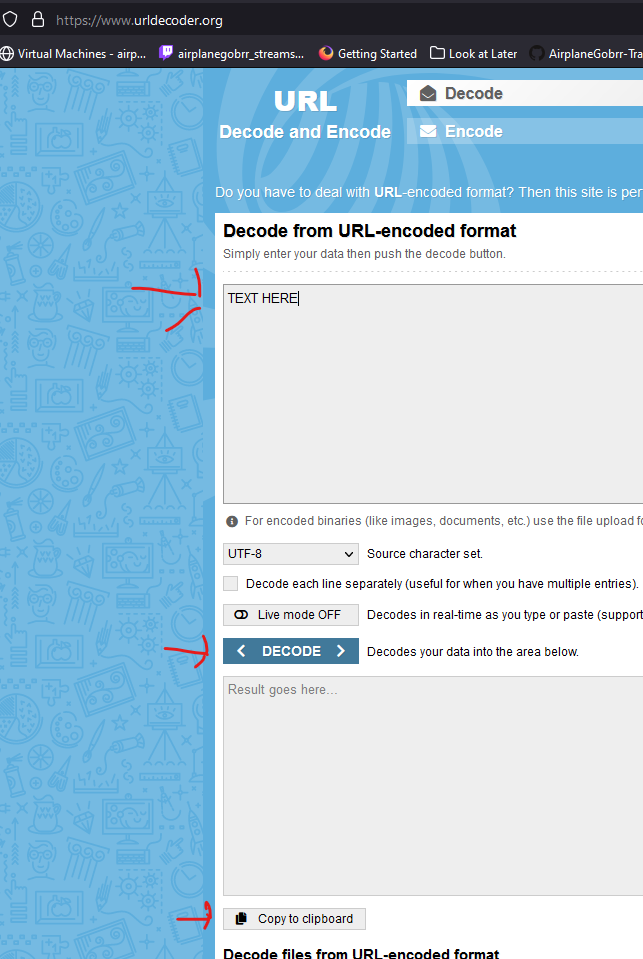 https://www.urldecoder.org
Virtual Machines - airp... airplanegobrr_streams... Getting Started Look at Later AirplaneGobrr-Tra
URL
Decode and Encode
Decode
Encode
Do you have to deal with URL-encoded format? Then this site is per
Decode from URL-encoded format
Simply enter your data then push the decode button.
TEXT HERE
For encoded binaries (like images, documents, etc.) use the file upload fo
UTF-8 Source character set.
Decode each line separately (useful for when you have multiple entries).
Live mode OFF Decodes in real-time as you type or paste (support
< DECODE > Decodes your data into the area below.
Result goes here...
Copy to clipboard
Decode files from URL-encoded format